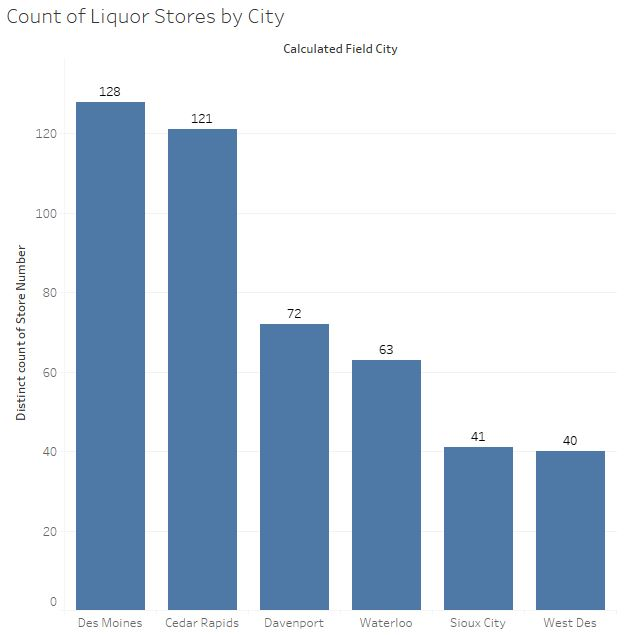 Count of Liquor Stores by City
Calculated Field City
Distinct count of Store Number
120
100
80
60
40
20
0
128
121
72
63
41
40
Des Moines
Cedar Rapids
Davenport
Waterloo
Sioux City
West Des